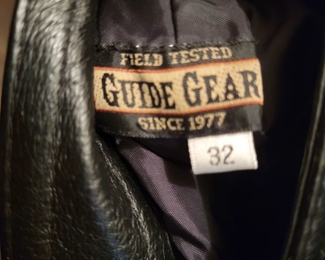 FIELD TESTED
GUIDE GEAR
SINCE 1977
32